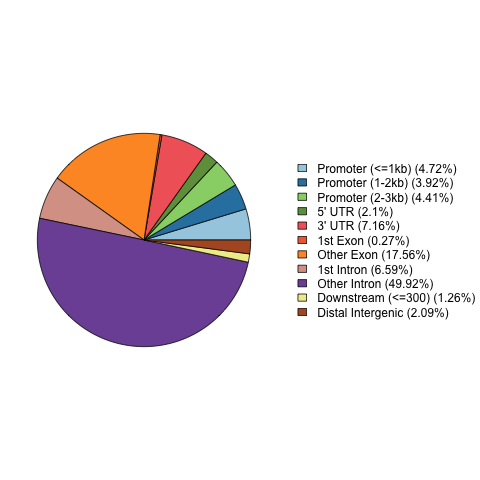 Promoter (<=1kb) (4.72%)
Promoter (1-2kb) (3.92%)
Promoter (2-3kb) (4.41%)
5' UTR (2.1%)
3' UTR (7.16%)
1st Exon (0.27%)
Other Exon (17.56%)
1st Intron (6.59%)
Other Intron (49.92%)
Downstream (<=300) (1.26%)
Distal Intergenic (2.09%)